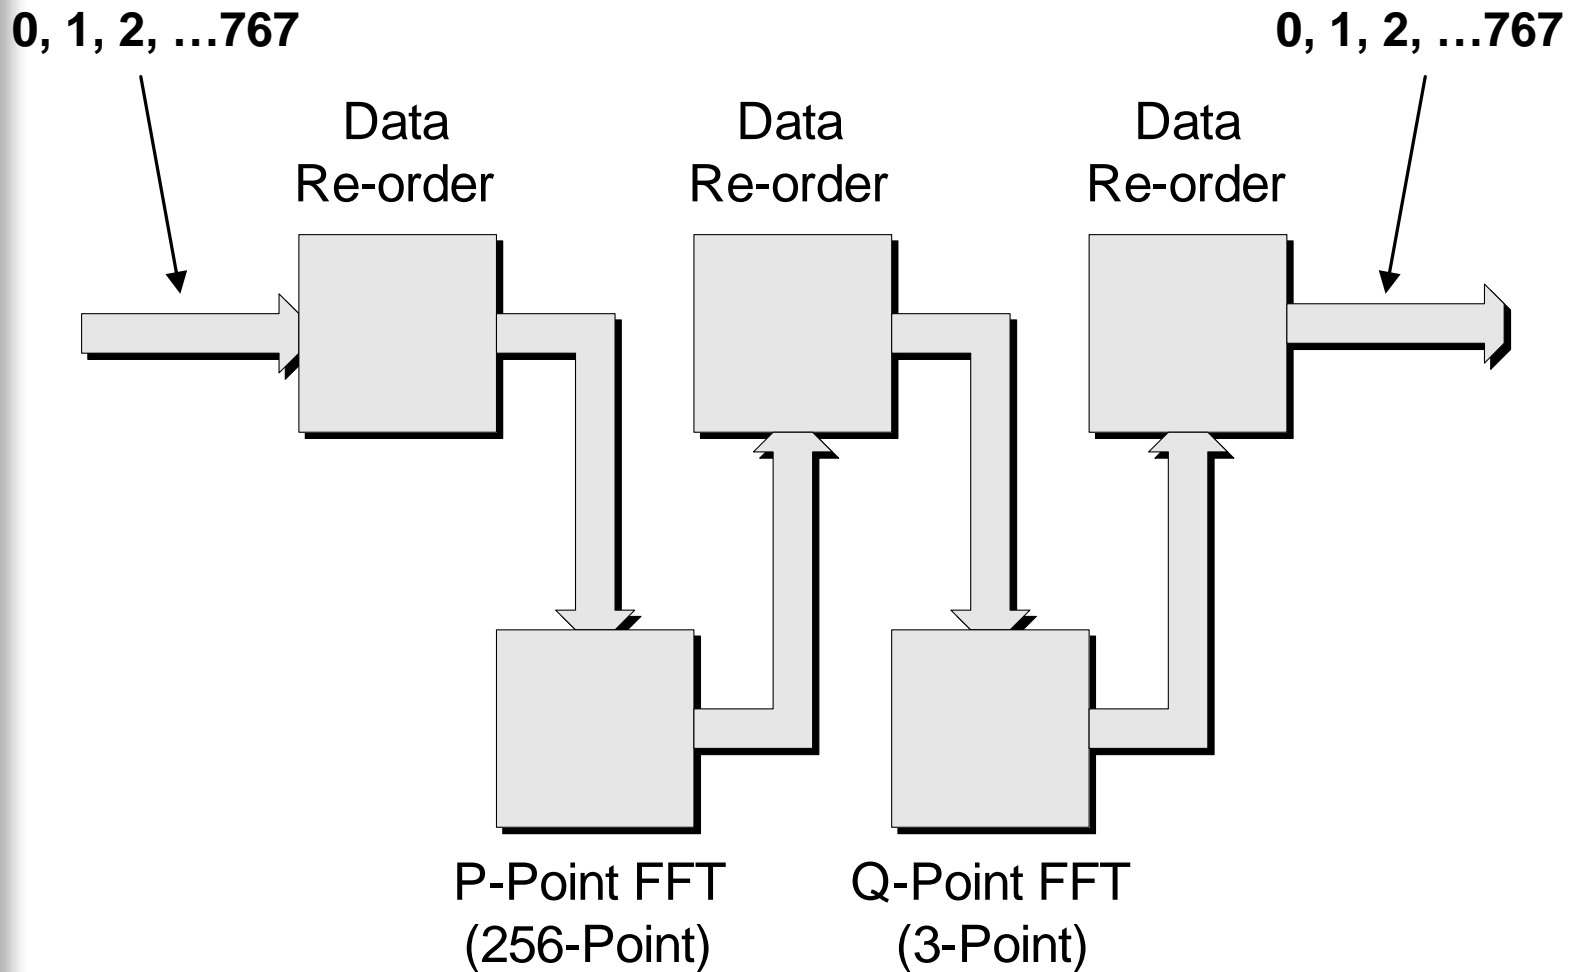 0, 1, 2, …767
0, 1, 2, …767
Data
Re-order
Data
Re-order
Data
Re-order
P-Point FFT
(256-Point)
Q-Point FFT
(3-Point)